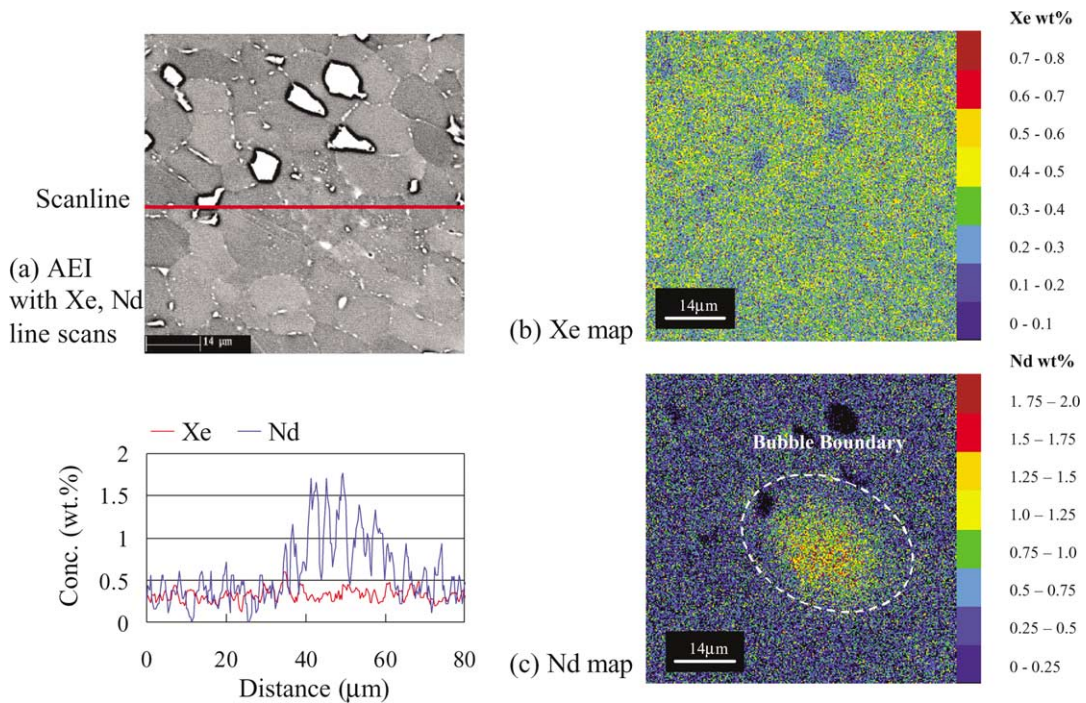 Scanline
(a) AEI
with Xe, Nd
line scans
14 μm
Xe wt%
0.7 - 0.8
0.6 - 0.7
0.5 - 0.6
0.4 - 0.5
0.3 - 0.4
0.2 - 0.3
0.1 - 0.2
0 - 0.1
14μm
(b) Xe map
Xe Nd
Conc. (wt.%)
2
1.5
1
0.5
0
0 20 40 60 80
Distance (μm)
Nd wt%
1. 75 – 2.0
1.5 – 1.75
1.25 – 1.5
1.0 – 1.25
0.75 – 1.0
0.5 – 0.75
0.25 – 0.5
0 - 0.25
Bubble Boundary
14μm
(c) Nd map